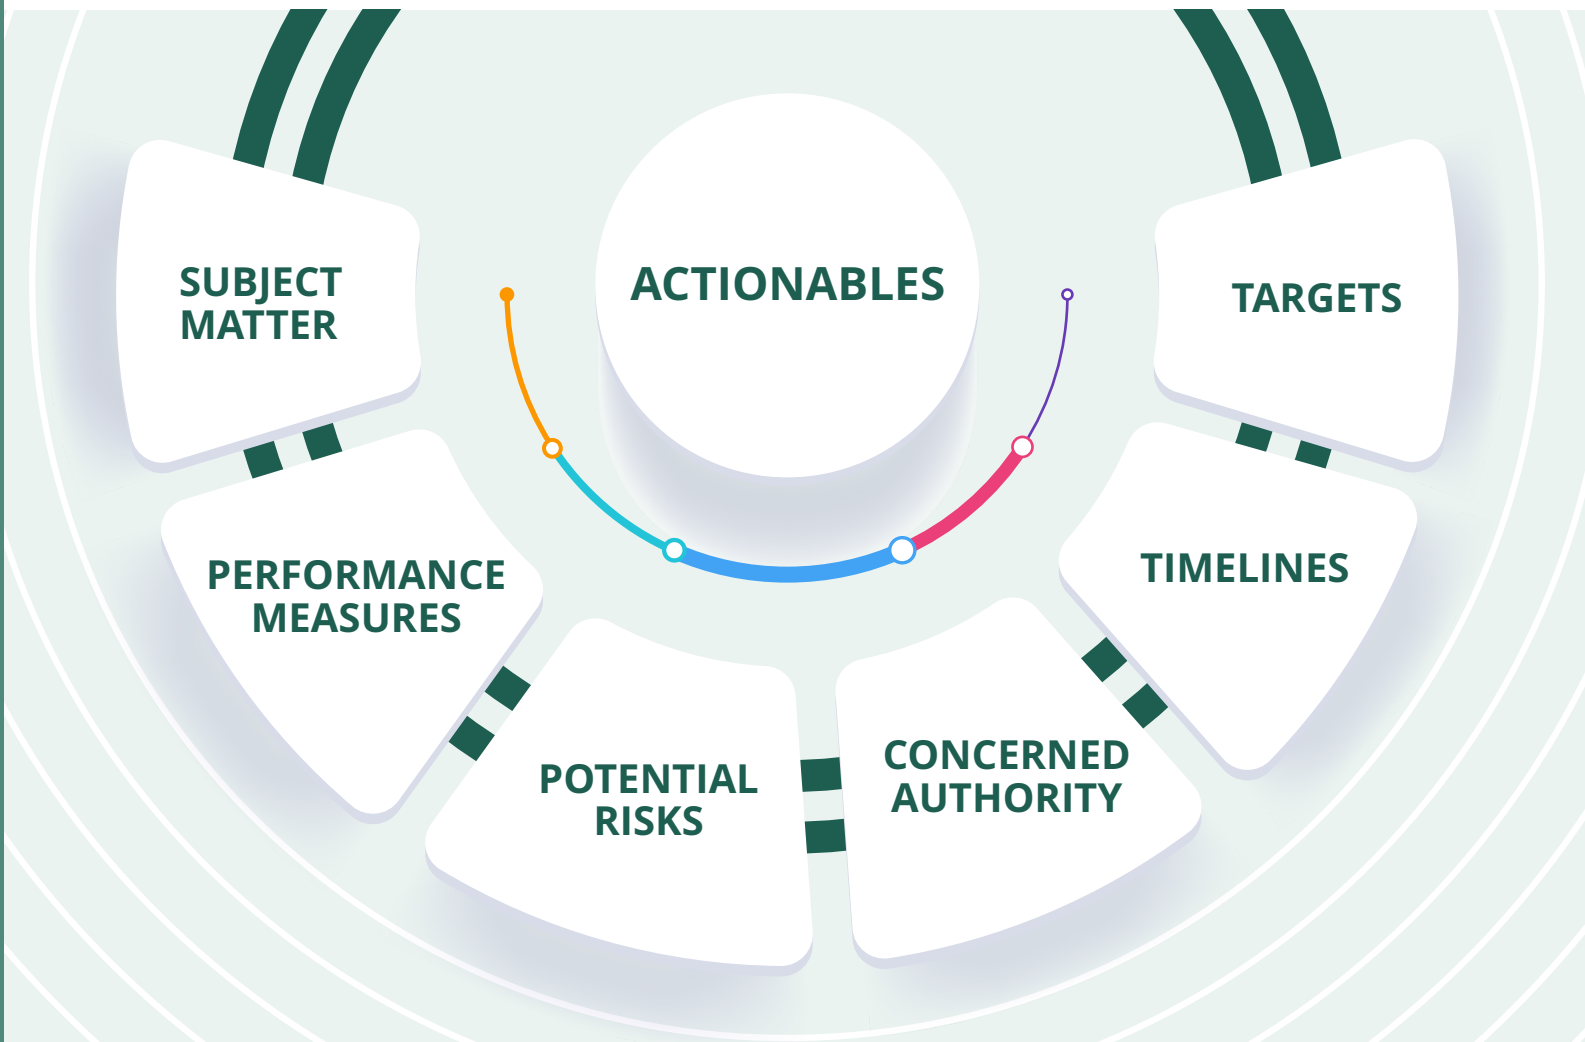 ACTIONABLES
SUBJECT
MATTER
PERFORMANCE
MEASURES
POTENTIAL
RISKS
CONCERNED
AUTHORITY
TIMELINES
TARGETS